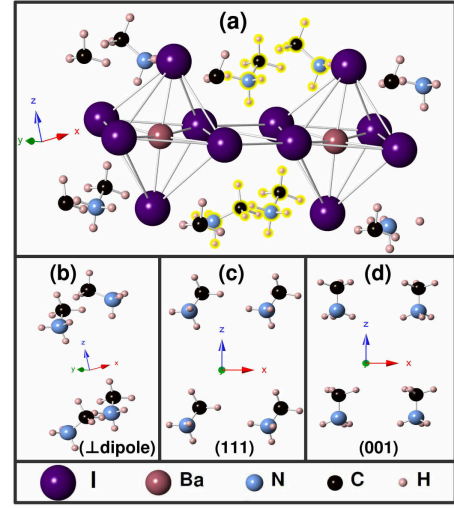 (a)
z
y
x
(b)
(c)
(d)
z
y
x
z
y
x
z
y
x
(⊥dipole)
(111)
(001)
I
Ba
N
C
H